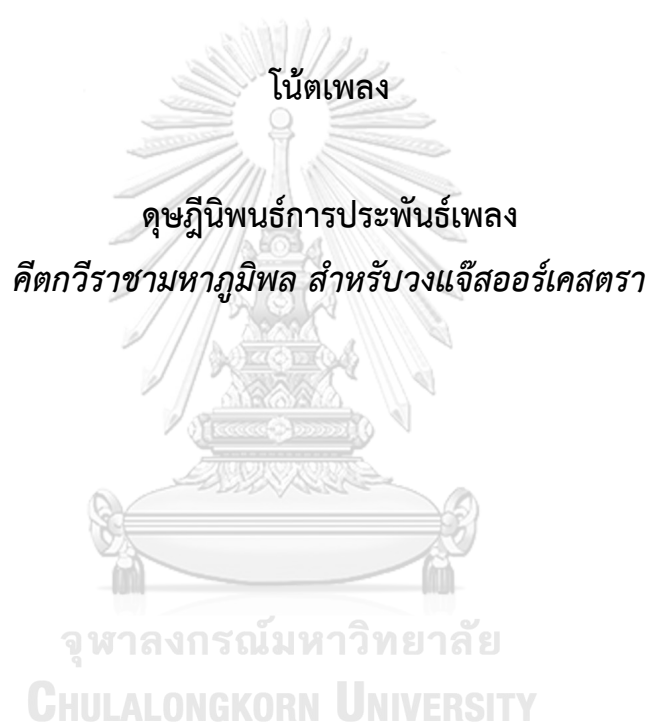 โน้ตเพลง
ดุษฎีนิพนธ์การประพันธ์เพลง
คีตกวีราชามหาภูมิพล สำหรับวงแจ๊สออร์เคสตรา
จุฬาลงกรณ์มหาวิทยาลัย
CHULALONGKORN UNIVERSITY